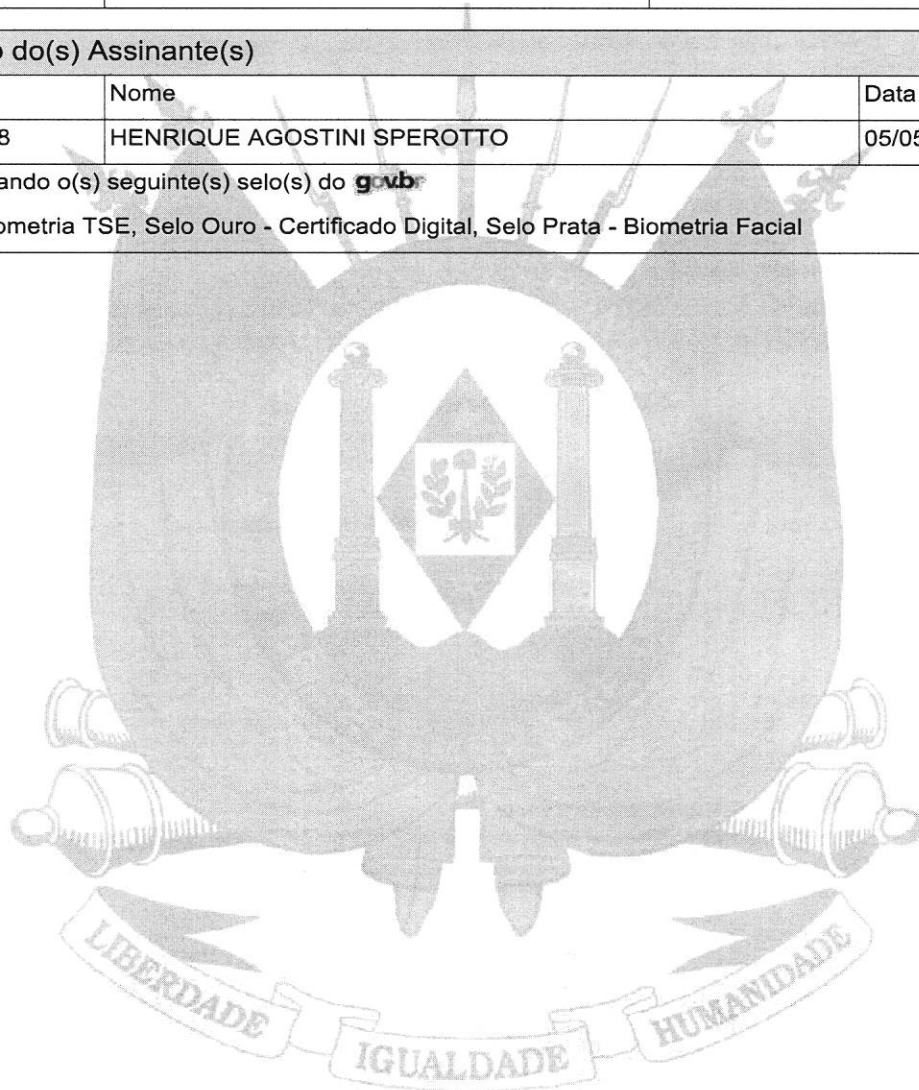 do(s) Assinante(s)
Nome Data
8 HENRIQUE AGOSTINI SPEROTTO 05/05
ando o(s) seguinte(s) selo(s) do gov.br
ometria TSE, Selo Ouro - Certificado Digital, Selo Prata - Biometria Facial
LIBERDADE
IGUALDADE
HUMANIDADE